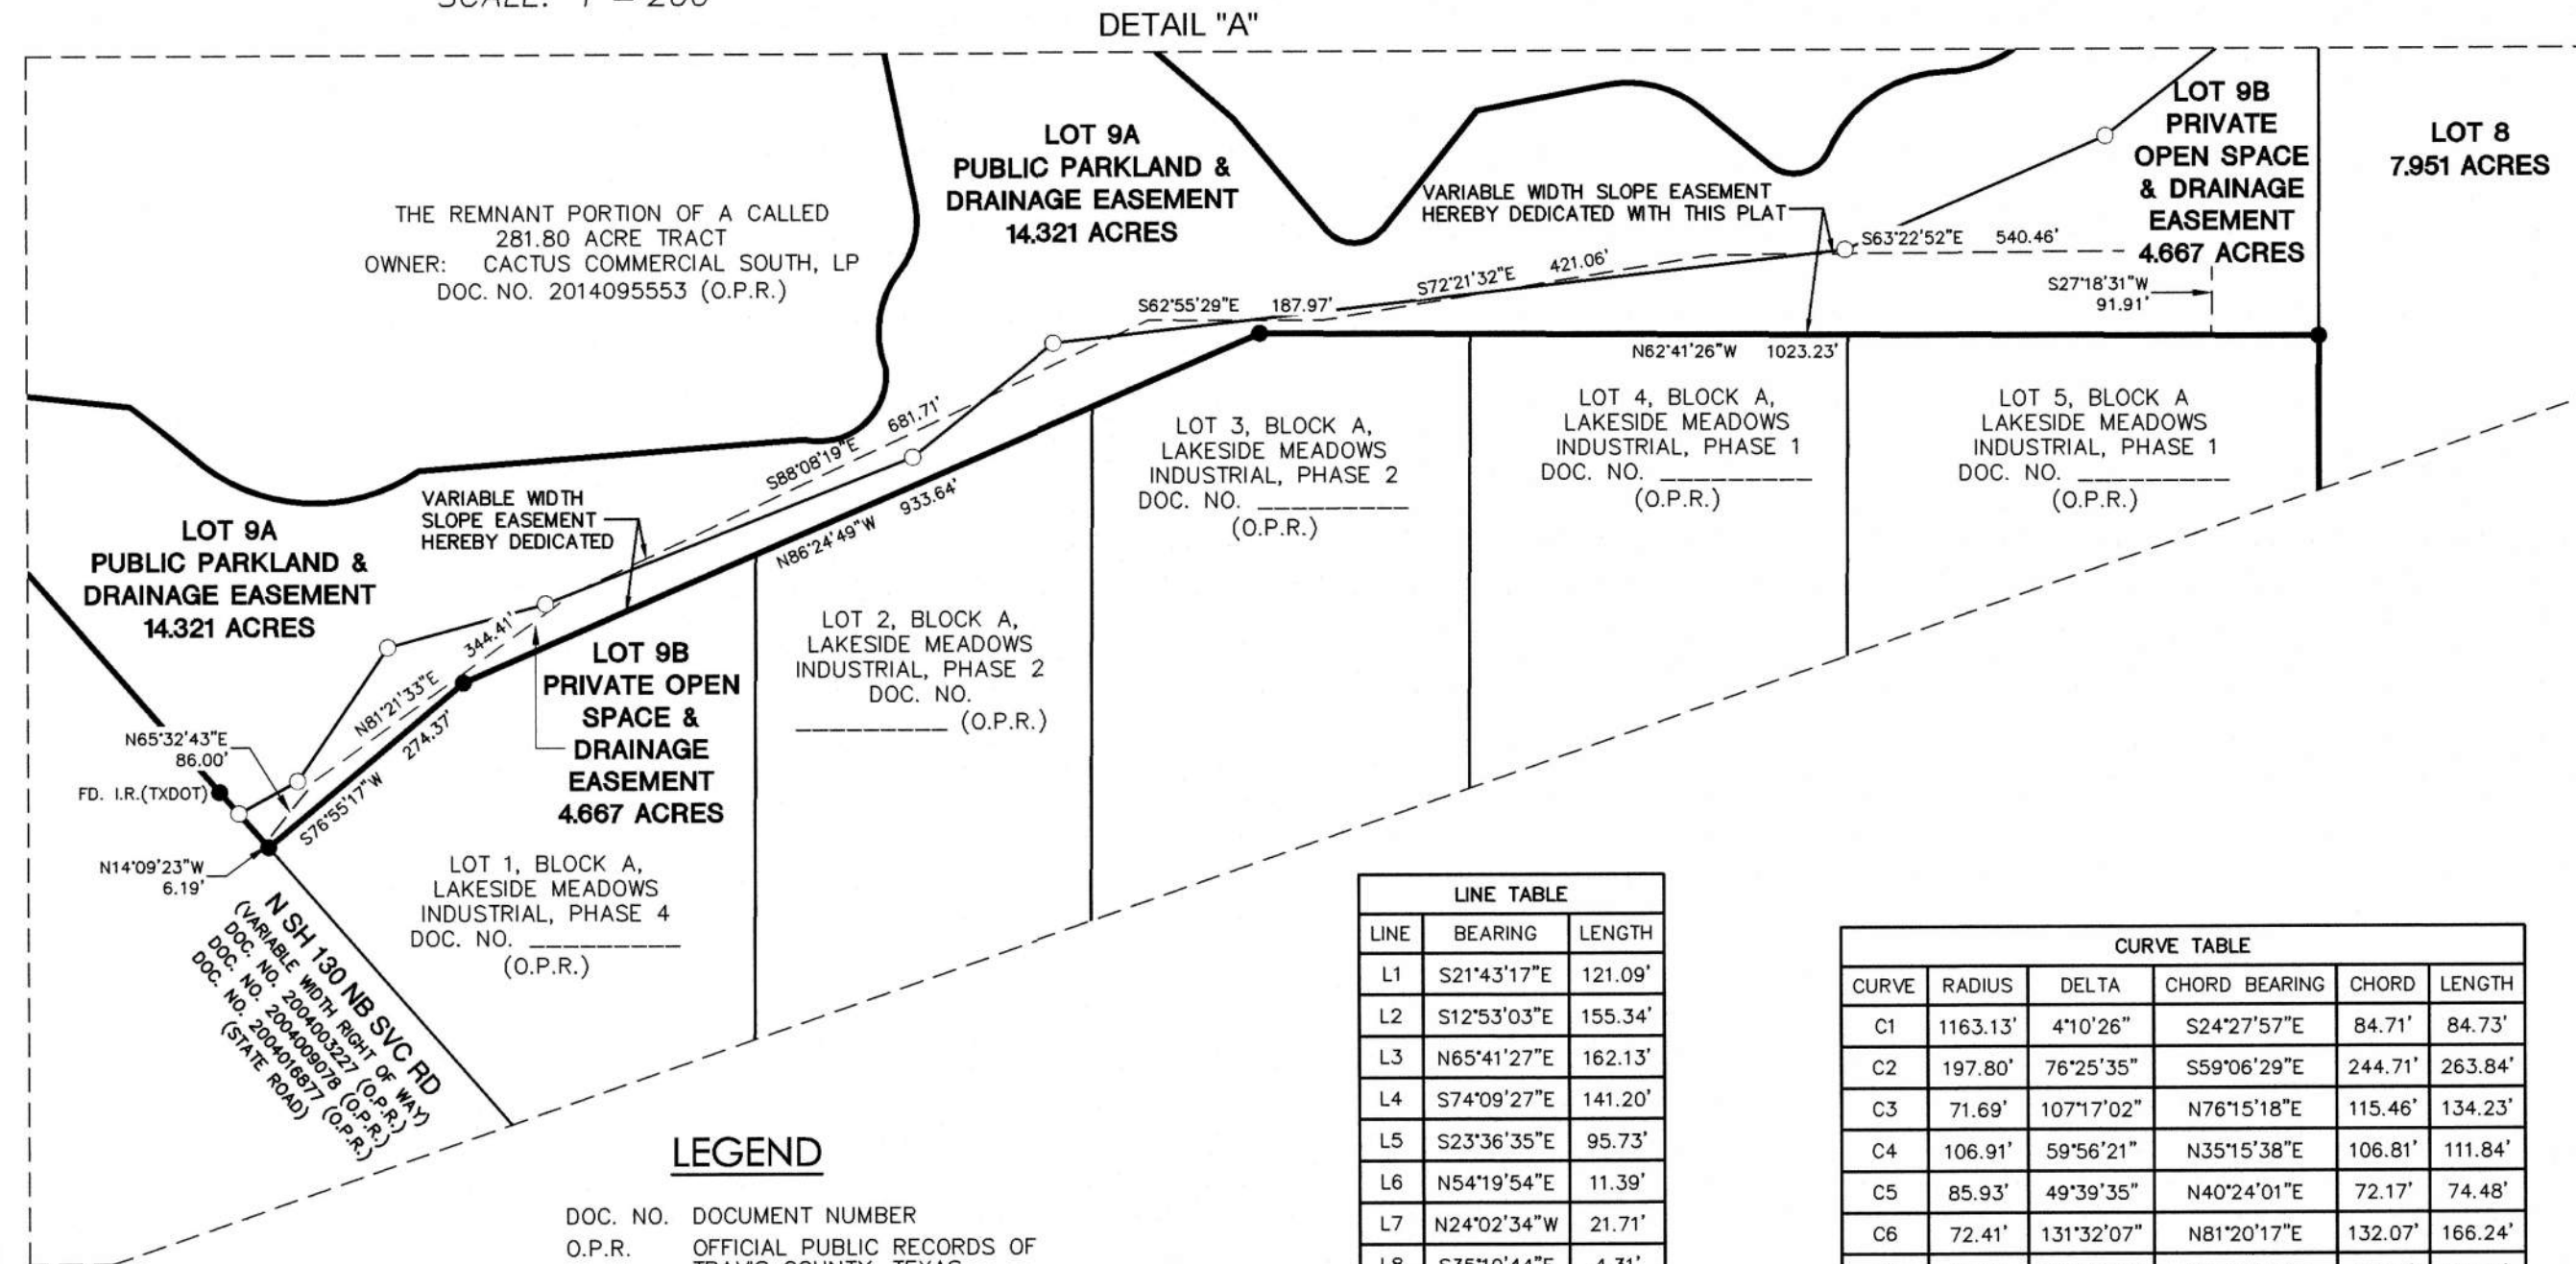 DETAIL "A"
LOT 9A
PUBLIC PARKLAND &
DRAINAGE EASEMENT
14.321 ACRES
LOT 9B
PRIVATE
OPEN SPACE
& DRAINAGE
EASEMENT
4.667 ACRES
LOT 8
7.951 ACRES
THE REMNANT PORTION OF A CALLED
281.80 ACRE TRACT
OWNER: CACTUS COMMERCIAL SOUTH, LP
DOC. NO. 2014095553 (O.P.R.)
VARIABLE WIDTH SLOPE EASEMENT
HEREBY DEDICATED WITH THIS PLAT
S63°22'52"E 540.46'
S72°21'32"E 421.06'
S62°55'29"E 187.97'
S27°18'31"W
91.91'
N62°41'26"W 1023.23'
S88°08'19"E 681.71'
N86°24'49"W 933.64'
LOT 3, BLOCK A,
LAKESIDE MEADOWS
INDUSTRIAL, PHASE 2
DOC. NO. _________
(O.P.R.)
LOT 4, BLOCK A,
LAKESIDE MEADOWS
INDUSTRIAL, PHASE 1
DOC. NO. _________
(O.P.R.)
LOT 5, BLOCK A
LAKESIDE MEADOWS
INDUSTRIAL, PHASE 1
DOC. NO. _________
(O.P.R.)
VARIABLE WIDTH
SLOPE EASEMENT
HEREBY DEDICATED
LOT 9A
PUBLIC PARKLAND &
DRAINAGE EASEMENT
14.321 ACRES
N81°21'33"E 344.41'
S76°55'17"W 274.37'
N65°32'43"E
86.00'
FD. I.R.(TXDOT)
N14°09'23"W
6.19'
LOT 9B
PRIVATE OPEN
SPACE &
DRAINAGE
EASEMENT
4.667 ACRES
LOT 2, BLOCK A,
LAKESIDE MEADOWS
INDUSTRIAL, PHASE 2
DOC. NO.
_________ (O.P.R.)
LOT 1, BLOCK A,
LAKESIDE MEADOWS
INDUSTRIAL, PHASE 4
DOC. NO. _________
(O.P.R.)
N SH 130 NB SVC RD
(VARIABLE WIDTH RIGHT OF WAY)
DOC. NO. 2004003227 (O.P.R.)
DOC. NO. 2004009078 (O.P.R.)
DOC. NO. 2004016877 (O.P.R.)
(STATE ROAD)
LEGEND
DOC. NO. DOCUMENT NUMBER
O.P.R. OFFICIAL PUBLIC RECORDS OF
LINE TABLE
LINE BEARING LENGTH
L1 S21°43'17"E 121.09'
L2 S12°53'03"E 155.34'
L3 N65°41'27"E 162.13'
L4 S74°09'27"E 141.20'
L5 S23°36'35"E 95.73'
L6 N54°19'54"E 11.39'
L7 N24°02'34"W 21.71'
CURVE TABLE
CURVE RADIUS DELTA CHORD BEARING CHORD LENGTH
C1 1163.13' 4°10'26" S24°27'57"E 84.71' 84.73'
C2 197.80' 76°25'35" S59°06'29"E 244.71' 263.84'
C3 71.69' 107°17'02" N76°15'18"E 115.46' 134.23'
C4 106.91' 59°56'21" N35°15'38"E 106.81' 111.84'
C5 85.93' 49°39'35" N40°24'01"E 72.17' 74.48'
C6 72.41' 131°32'07" N81°20'17"E 132.07' 166.24'